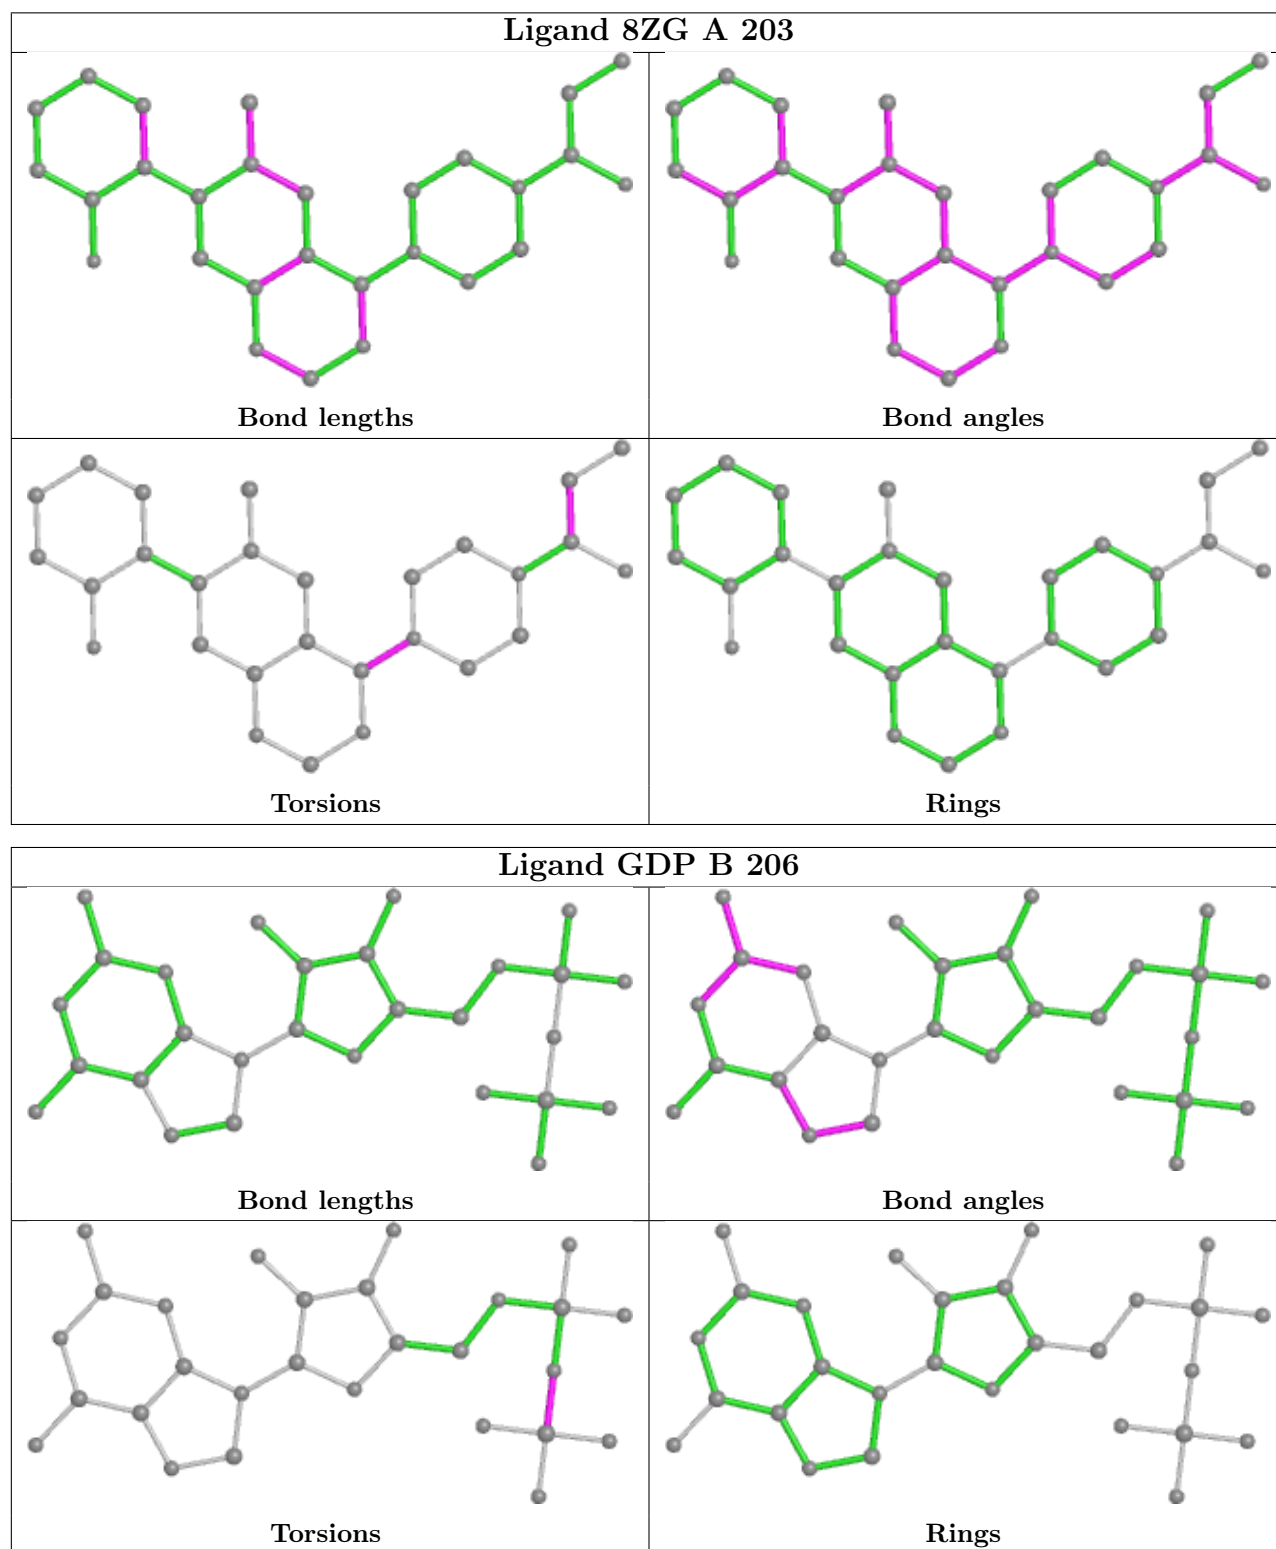 Ligand 8ZG A 203
Bond lengths
Bond angles
Torsions
Rings
Ligand GDP B 206
Bond lengths
Bond angles
Torsions
Rings